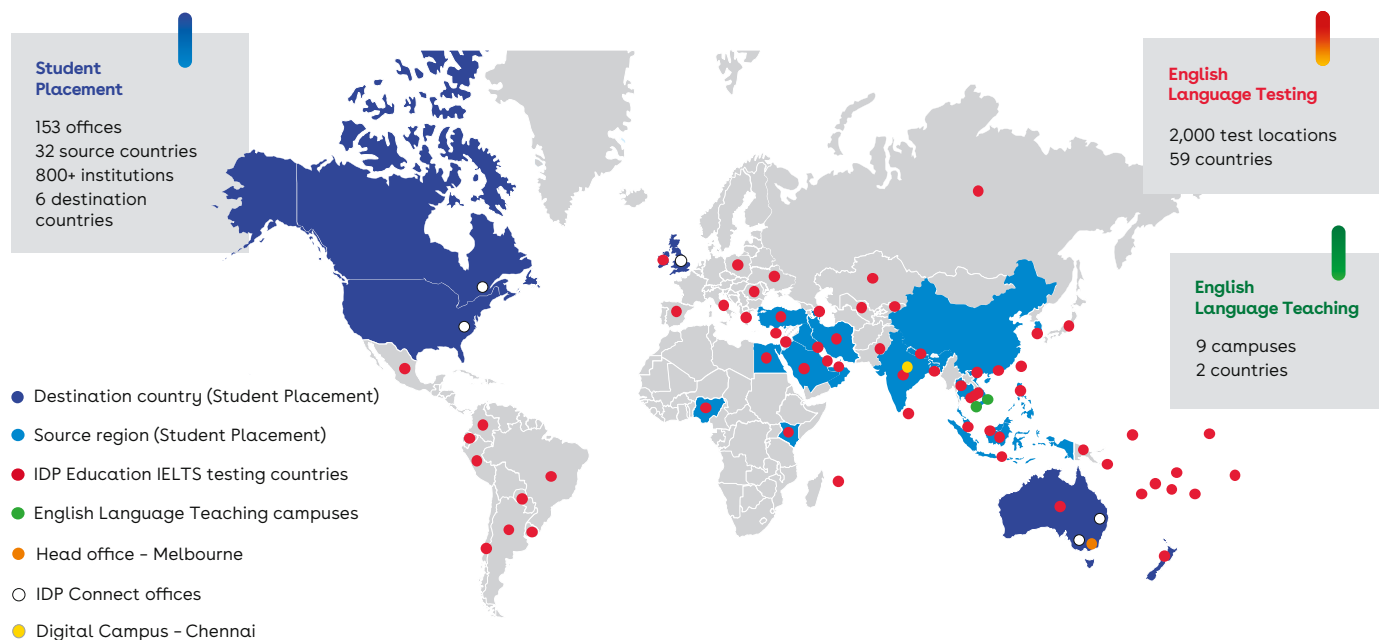 Student
Placement
153 offices
32 source countries
800+ institutions
6 destination
countries
English
Language Testing
2,000 test locations
59 countries
English
Language Teaching
9 campuses
2 countries
Destination country (Student Placement)
Source region (Student Placement)
IDP Education IELTS testing countries
English Language Teaching campuses
Head office - Melbourne
IDP Connect offices
Digital Campus - Chennai